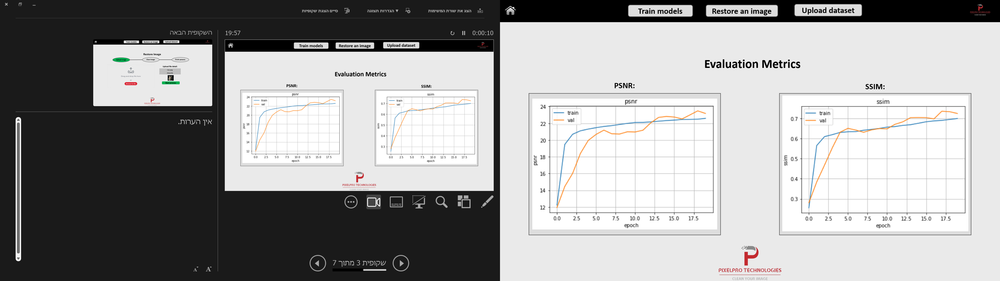 הצג את שורת המשימות
הגדרות תצוגה ▼
סיים הצגת שקופיות
השקופית הבאה
Train models
Restore an image
Upload dataset
Restore Image
Upload image
Clear Image
Finish process
Upload file detail:
Cat.png
256x256
Drag and drop file here
or
Browse for file
Start process
אין הערות.
A A
19:57
0:00:10
Train models
Restore an image
Upload dataset
Evaluation Metrics
PSNR:
psnr
24
22
20
18
16
14
12
psnr
train
val
0.0 2.5 5.0 7.5 10.0 12.5 15.0 17.5
epoch
SSIM:
ssim
0.7
0.6
0.5
0.4
0.3
ssim
train
val
0.0 2.5 5.0 7.5 10.0 12.5 15.0 17.5
epoch
P
PIXELPRO TECHNOLOGIES
CLEAN YOUR IMAGE
שקופית 3 מתוך 7
Train models
Restore an image
Upload dataset
PIXELPRO TECHNOLOGIES
CLEAN YOUR IMAGE
Evaluation Metrics
PSNR:
psnr
24
22
20
18
16
14
12
psnr
train
val
0.0 2.5 5.0 7.5 10.0 12.5 15.0 17.5
epoch
SSIM:
ssim
0.7
0.6
0.5
0.4
0.3
ssim
train
val
0.0 2.5 5.0 7.5 10.0 12.5 15.0 17.5
epoch
P
PIXELPRO TECHNOLOGIES
CLEAN YOUR IMAGE